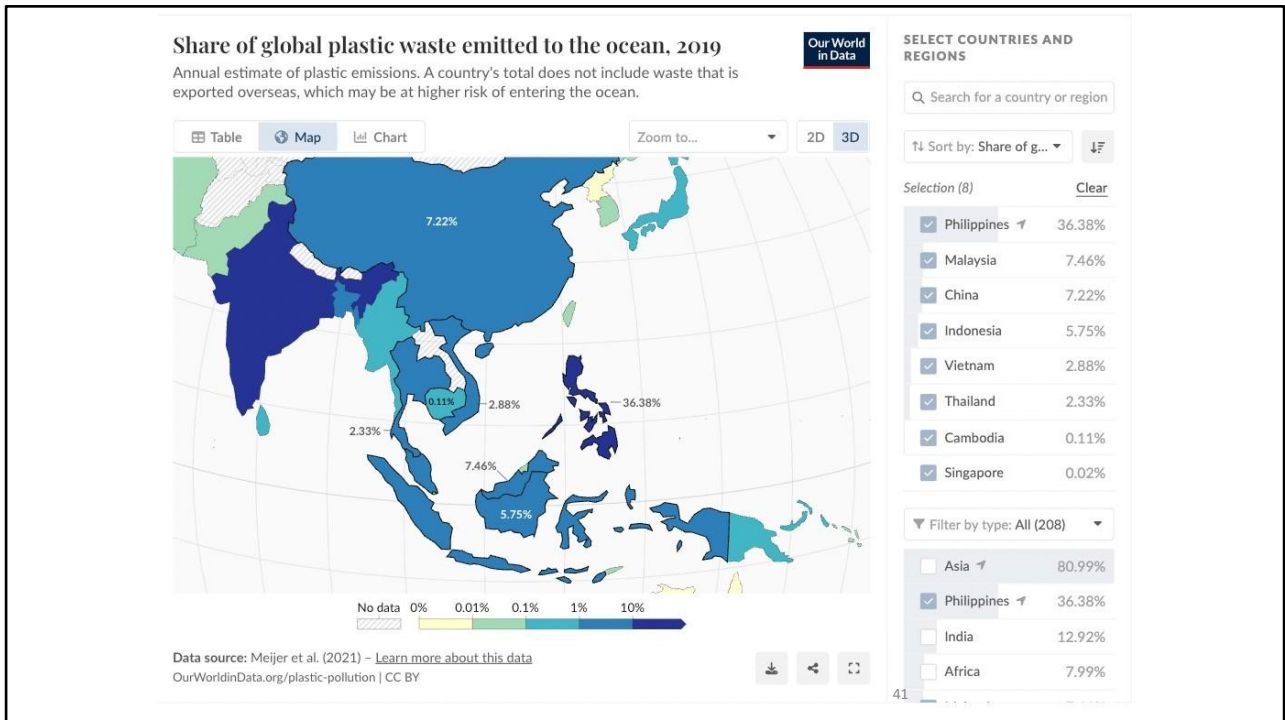 Share of global plastic waste emitted to the ocean, 2019
Annual estimate of plastic emissions. A country's total does not include waste that is
exported overseas, which may be at higher risk of entering the ocean.
Our World
in Data
Table
Map
Chart
Zoom to...
2D
3D
7.22%
0.11%
2.88%
36.38%
2.33%
7.46%
5.75%
No data
0%
0.01%
0.1%
1%
10%
Data source: Meijer et al. (2021) – Learn more about this data
OurWorldinData.org/plastic-pollution | CC BY
SELECT COUNTRIES AND
REGIONS
Search for a country or region
Sort by: Share of g...
Selection (8)
Clear
Philippines 36.38%
Malaysia 7.46%
China 7.22%
Indonesia 5.75%
Vietnam 2.88%
Thailand 2.33%
Cambodia 0.11%
Singapore 0.02%
Filter by type: All (208)
Asia 80.99%
Philippines 36.38%
India 12.92%
Africa 7.99%
41